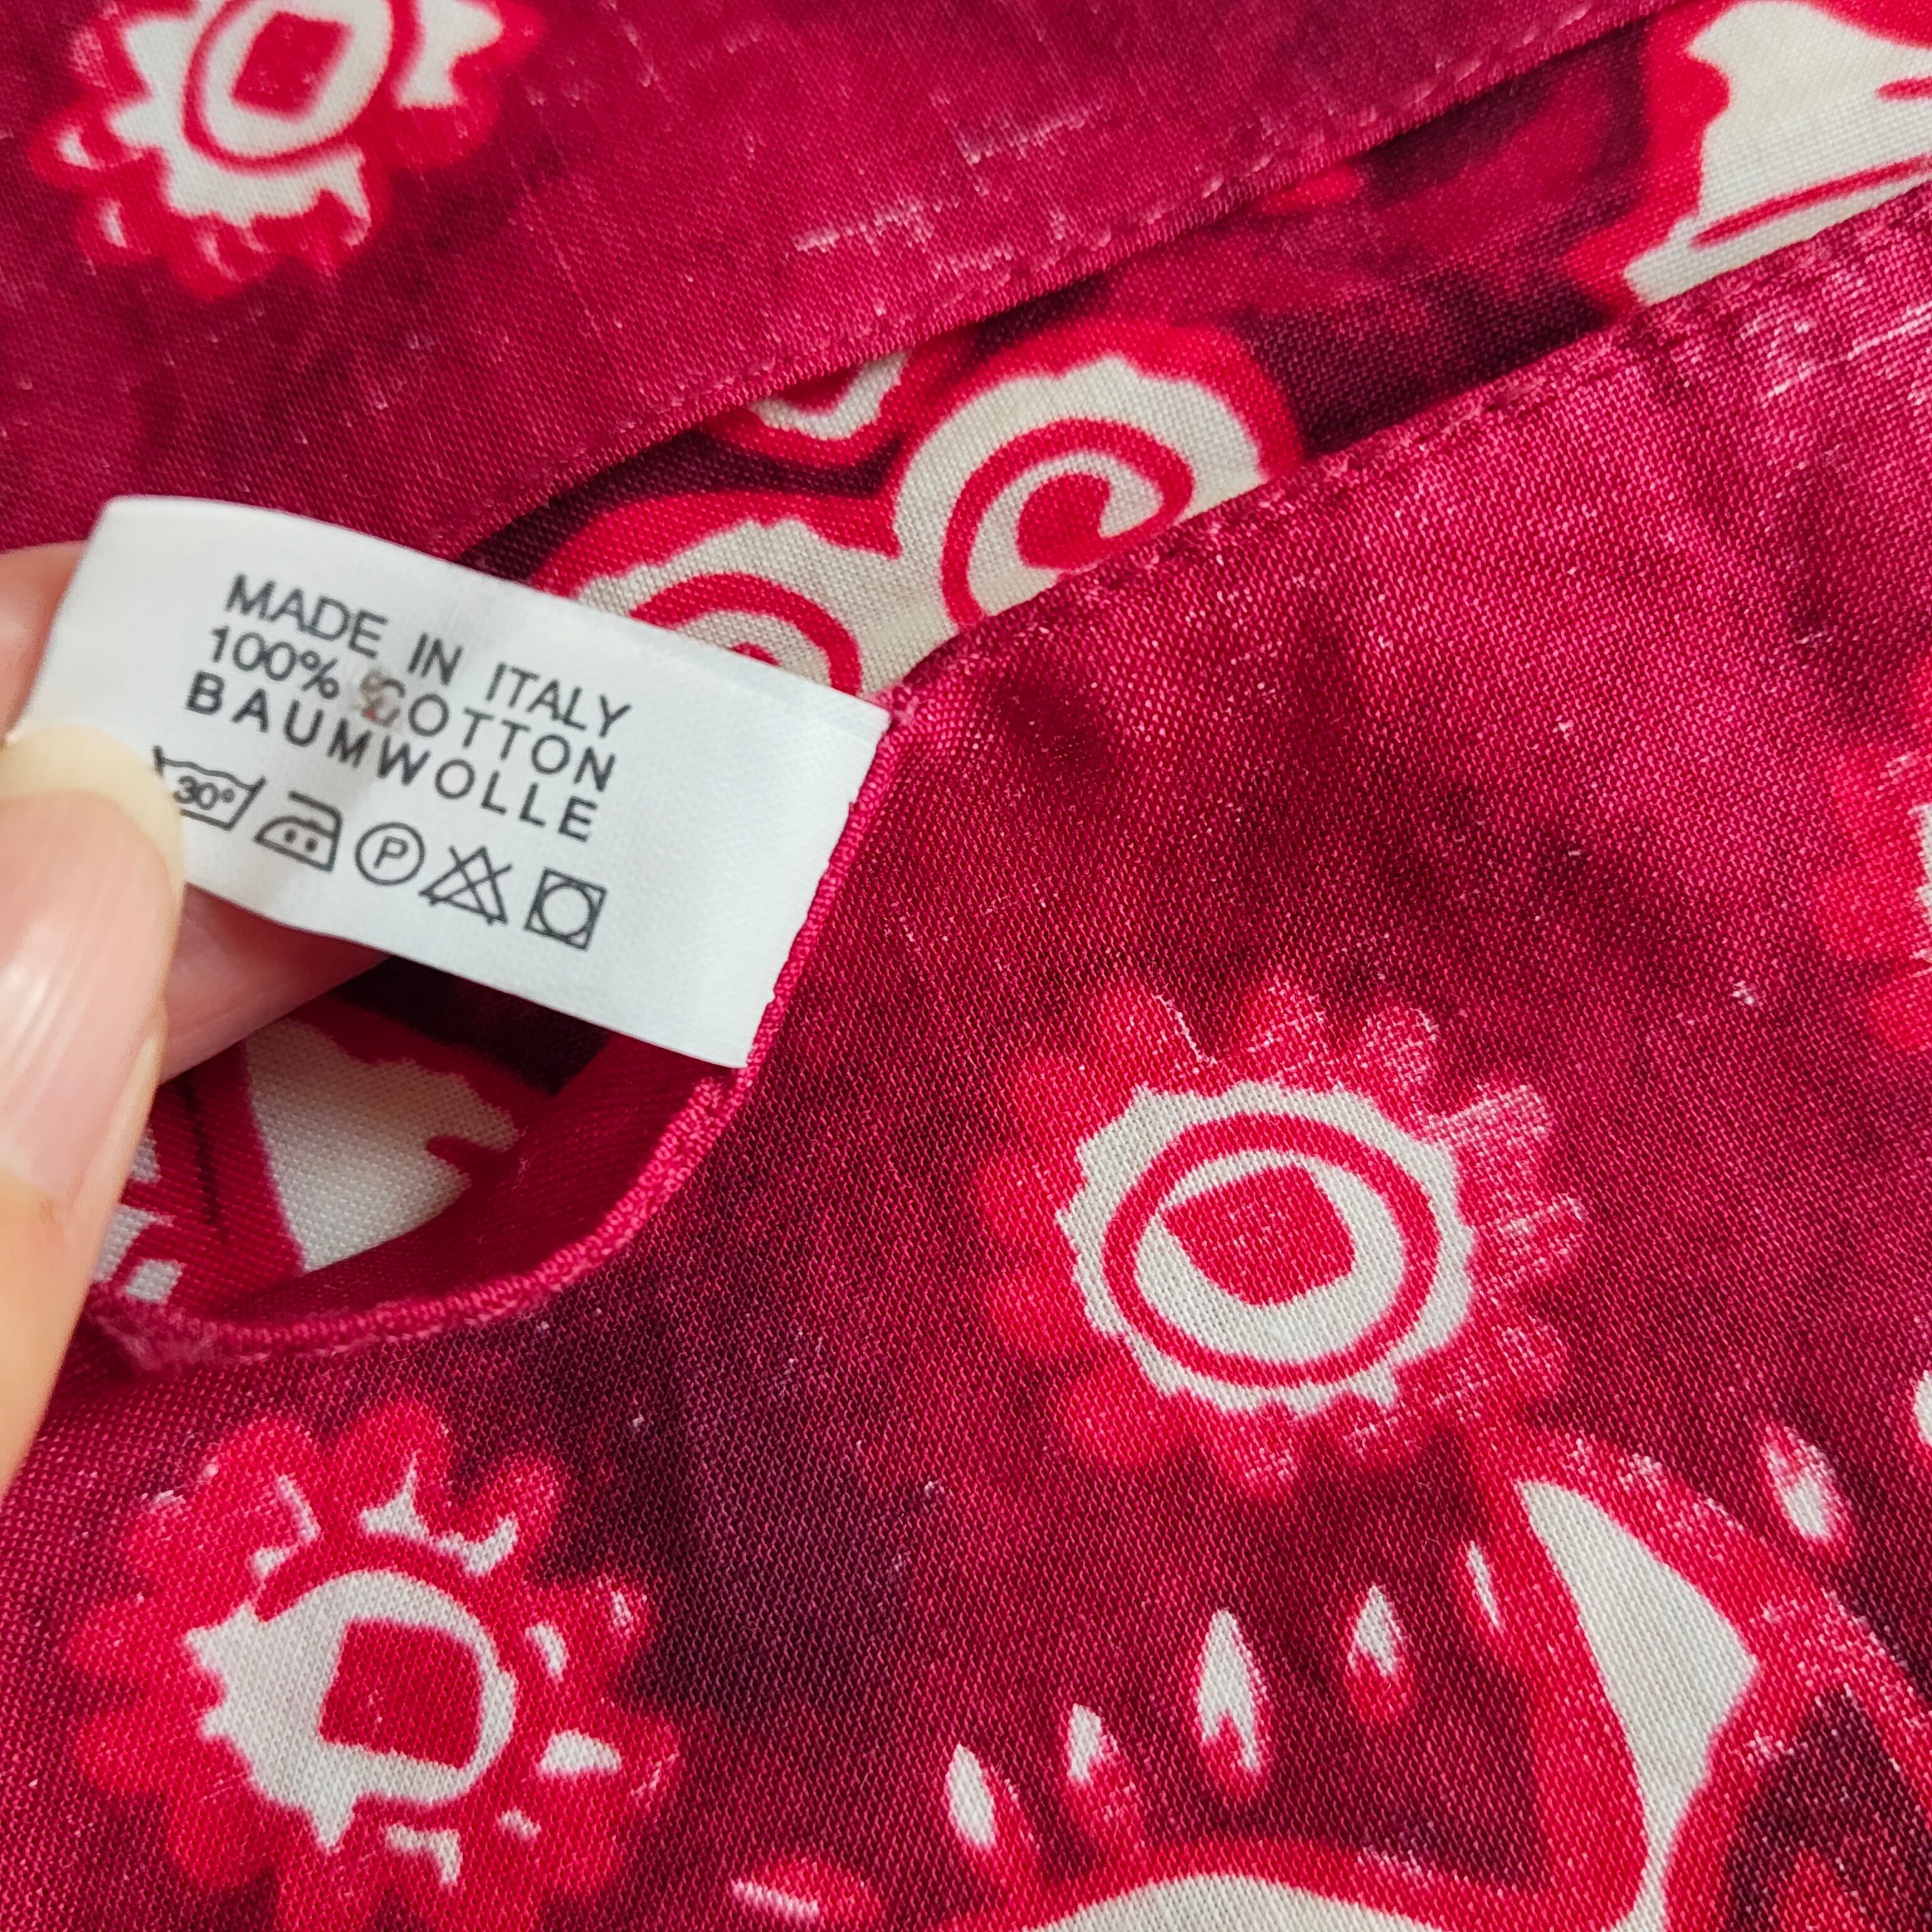 MADE IN ITALY
100% COTTON
BAUMWOLLE
30° P